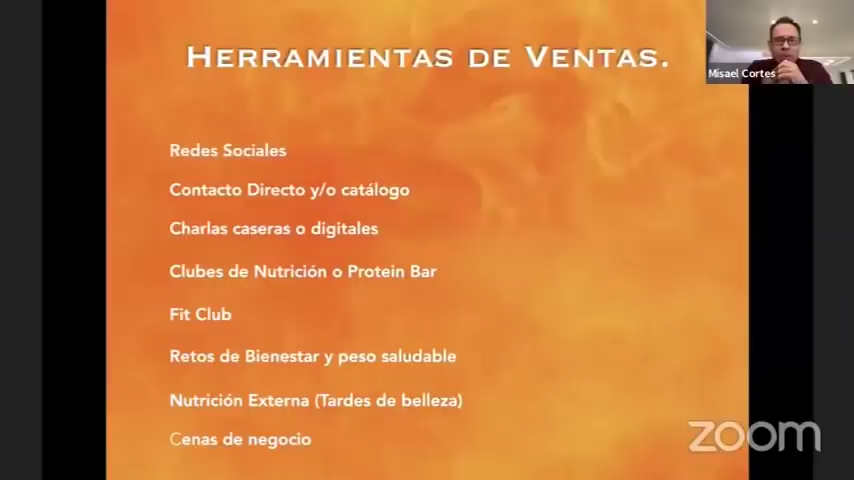 HERRAMIENTAS DE VENTAS.
Misael Cortes
Redes Sociales
Contacto Directo y/o catálogo
Charlas caseras o digitales
Clubes de Nutrición o Protein Bar
Fit Club
Retos de Bienestar y peso saludable
Nutrición Externa (Tardes de belleza)
Cenas de negocio
zoom